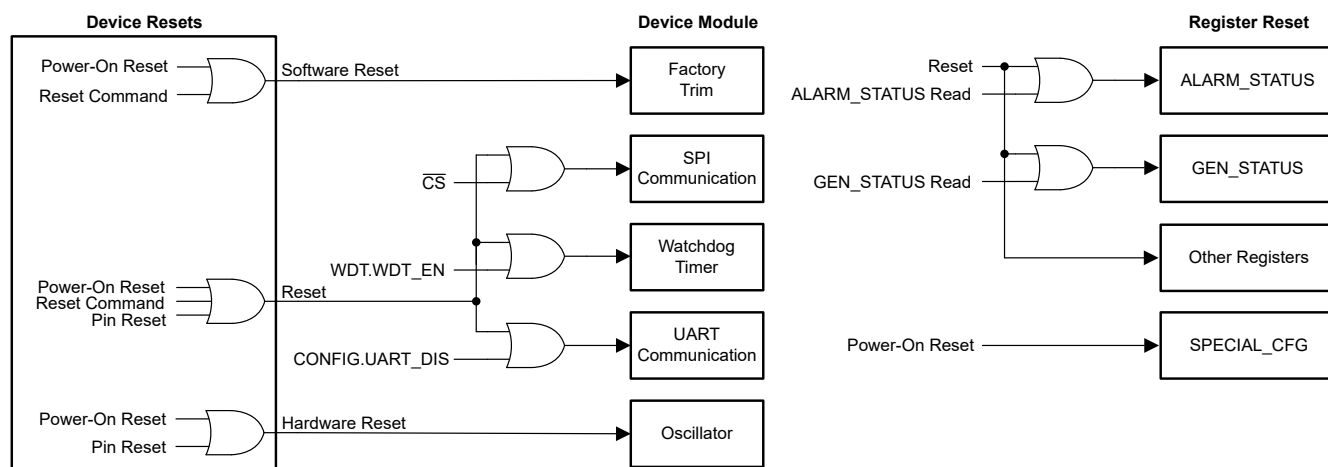 Device Resets
Power-On Reset
Reset Command
Software Reset
Power-On Reset
Reset Command
Pin Reset
Reset
Power-On Reset
Pin Reset
Hardware Reset
Device Module
Factory
Trim
CS
SPI
Communication
WDT.WDT_EN
Watchdog
Timer
CONFIG.UART_DIS
UART
Communication
Oscillator
Register Reset
Reset
ALARM_STATUS Read
ALARM_STATUS
GEN_STATUS Read
GEN_STATUS
Other Registers
Power-On Reset
SPECIAL_CFG